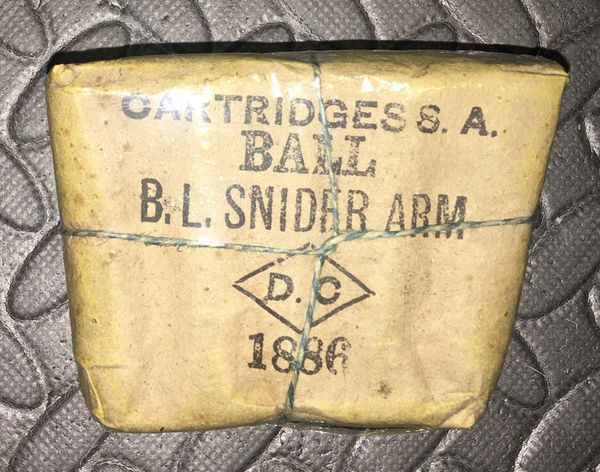 CARTRIDGES S. A.
BALL
B. L. SNIDER ARM
D. C
1886